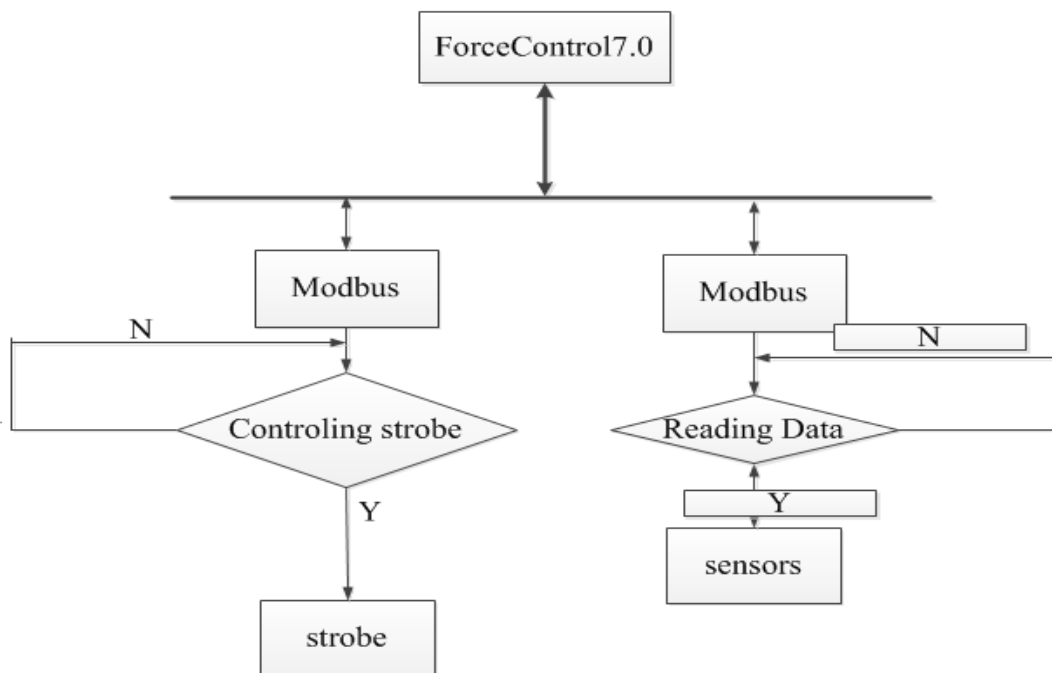 ForceControl7.0
Modbus
Modbus
N
N
Controling strobe
Reading Data
Y
Y
sensors
strobe